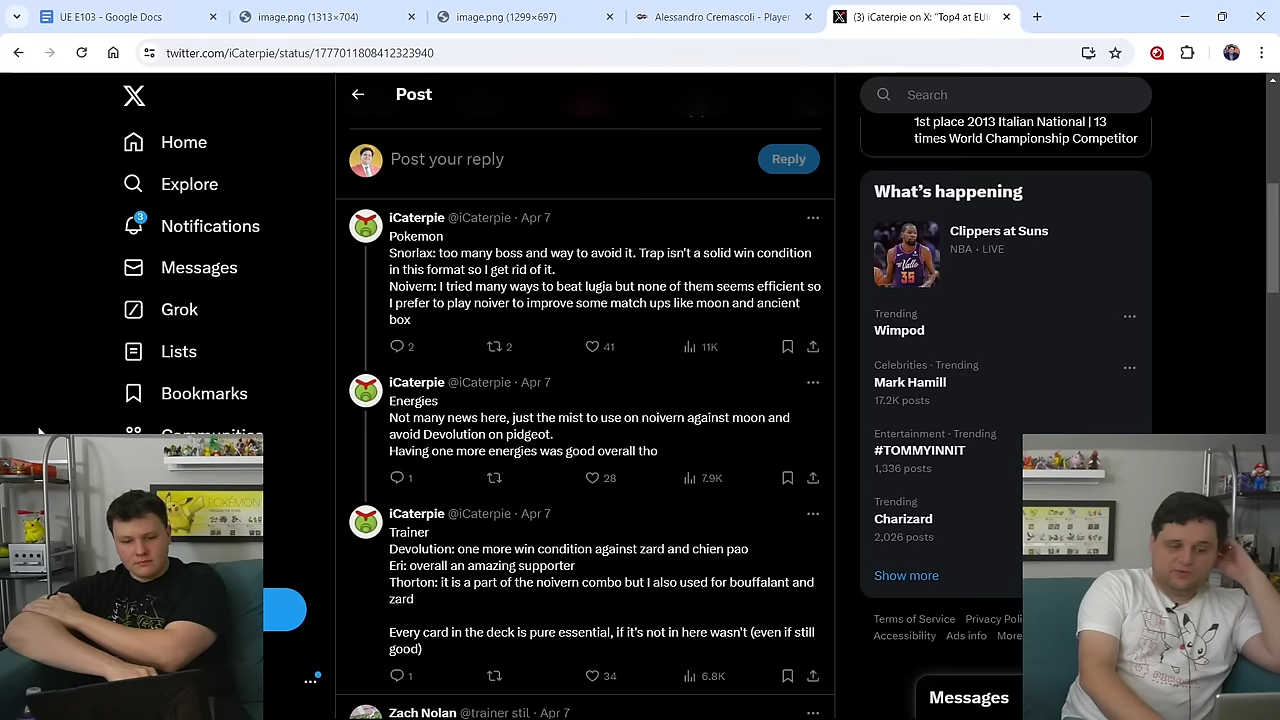 UE E103 - Google Docs
image.png (1313×704)
image.png (1299×697)
Alessandro Cremascoli - Player
(3) iCaterpie on X: "Top4 at EUI
twitter.com/iCaterpie/status/1777011808412323940
Home
Explore
3
Notifications
Messages
Grok
Lists
Bookmarks
Communities
Post
Post your reply
Reply
iCaterpie @iCaterpie · Apr 7
Pokemon
Snorlax: too many boss and way to avoid it. Trap isn't a solid win condition
in this format so I get rid of it.
Noivern: I tried many ways to beat lugia but none of them seems efficient so
I prefer to play noiver to improve some match ups like moon and ancient
box
2
2
41
11K
iCaterpie @iCaterpie · Apr 7
Energies
Not many news here, just the mist to use on noivern against moon and
avoid Devolution on pidgeot.
Having one more energies was good overall tho
1
28
7.9K
iCaterpie @iCaterpie · Apr 7
Trainer
Devolution: one more win condition against zard and chien pao
Eri: overall an amazing supporter
Thorton: it is a part of the noivern combo but I also used for bouffalant and
zard
Every card in the deck is pure essential, if it's not in here wasn't (even if still
good)
1
34
6.8K
Zach Nolan @trainer stil · Apr 7
Search
1st place 2013 Italian National | 13
times World Championship Competitor
What's happening
Clippers at Suns
NBA · LIVE
Trending
Wimpod
Celebrities · Trending
Mark Hamill
17.2K posts
Entertainment · Trending
#TOMMYINNIT
1,336 posts
Trending
Charizard
2,026 posts
Show more
Terms of Service Privacy Poli
Accessibility Ads info More
Messages
POKÉMON